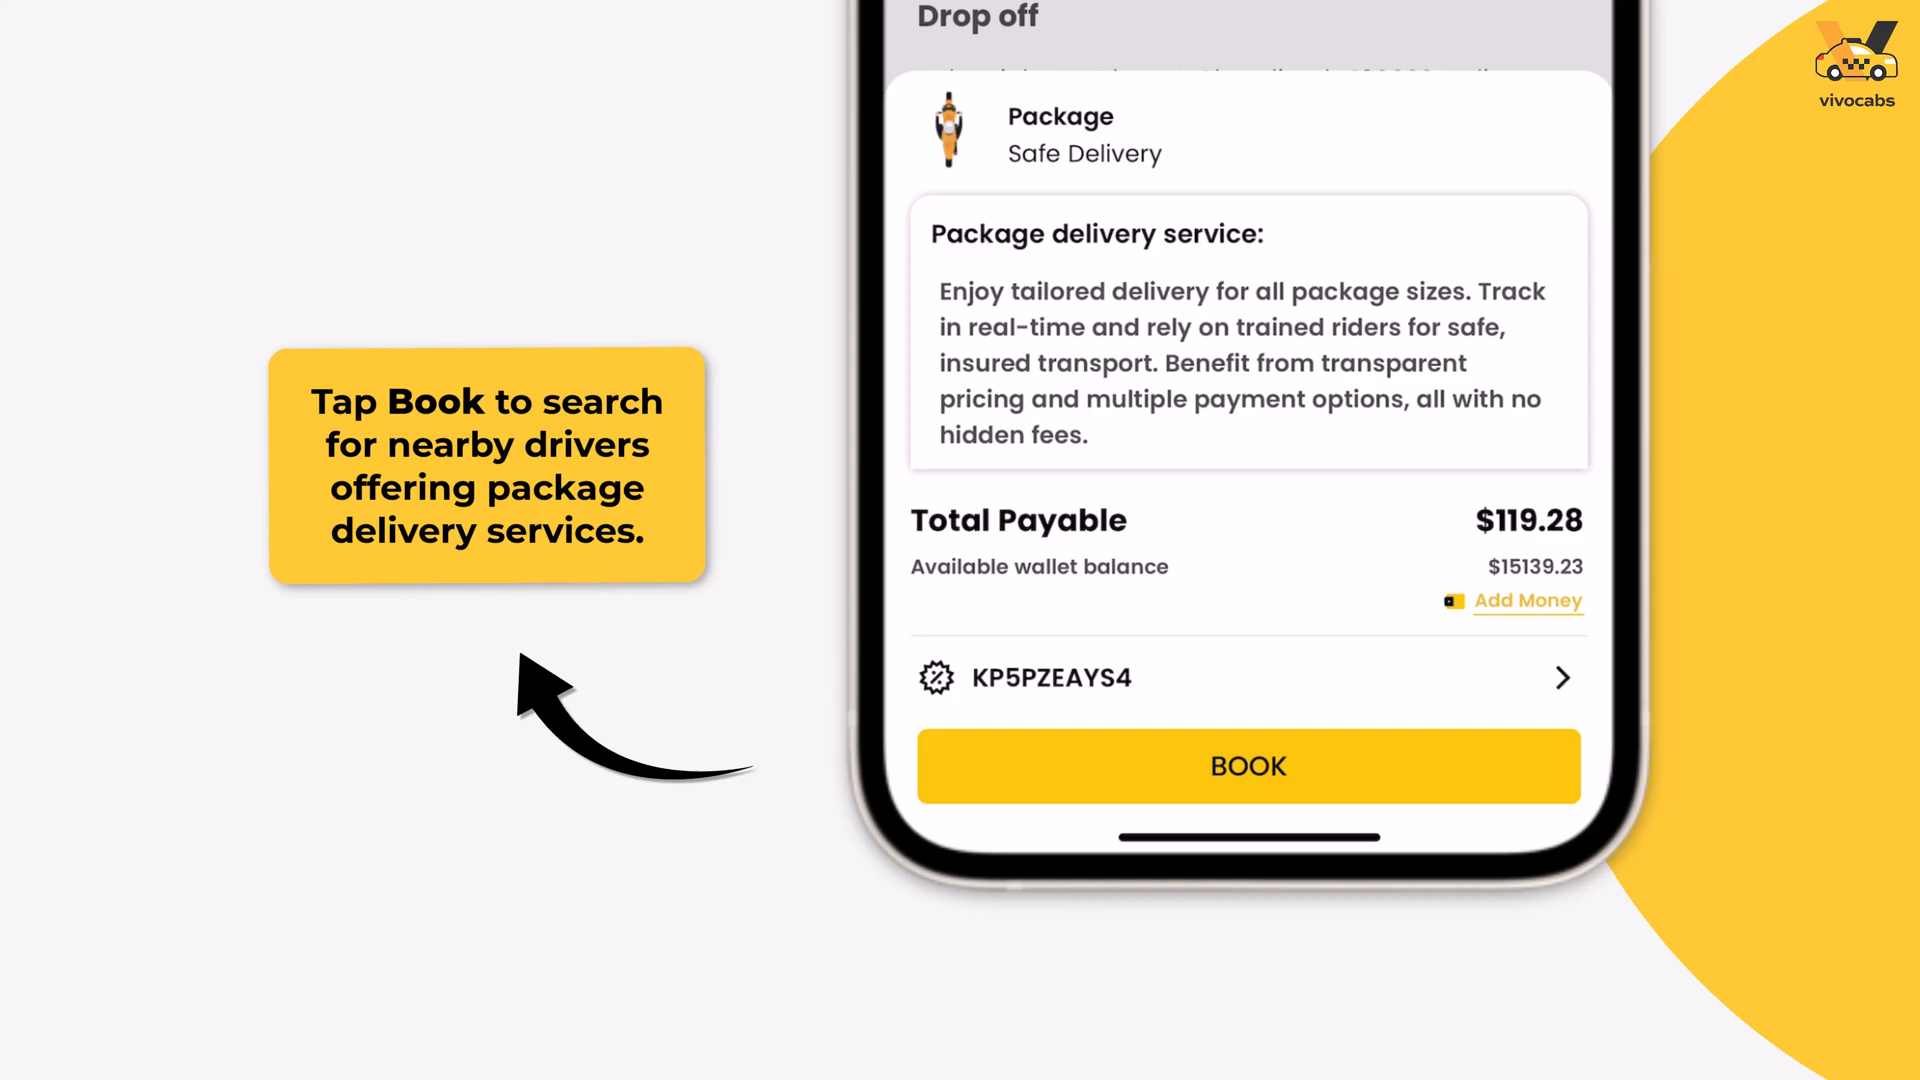 Drop off
vivocabs
Package
Safe Delivery
Package delivery service:
Enjoy tailored delivery for all package sizes. Track
in real-time and rely on trained riders for safe,
insured transport. Benefit from transparent
pricing and multiple payment options, all with no
hidden fees.
Tap Book to search
for nearby drivers
offering package
delivery services.
Total Payable $119.28
Available wallet balance $15139.23
Add Money
KP5PZEAYS4
BOOK